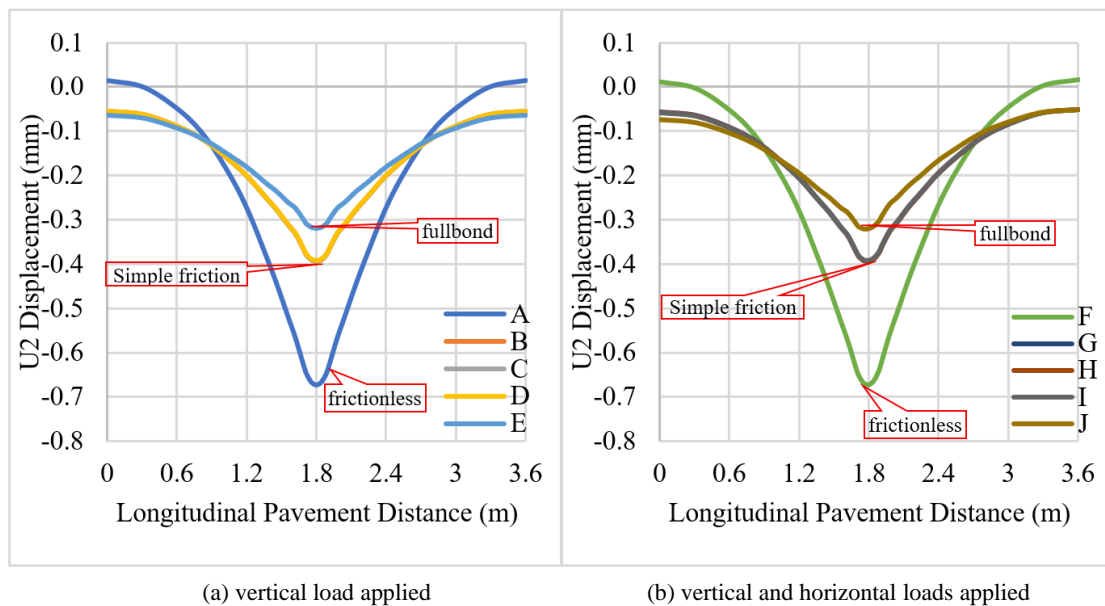 0.1
0.0
-0.1
-0.2
-0.3
-0.4
-0.5
-0.6
-0.7
-0.8
U2 Displacement (mm)
fullbond
Simple friction
frictionless
A
B
C
D
E
0 0.6 1.2 1.8 2.4 3 3.6
Longitudinal Pavement Distance (m)
(a) vertical load applied
0.1
0.0
-0.1
-0.2
-0.3
-0.4
-0.5
-0.6
-0.7
-0.8
U2 Displacement (mm)
fullbond
Simple friction
frictionless
F
G
H
I
J
0 0.6 1.2 1.8 2.4 3 3.6
Longitudinal Pavement Distance (m)
(b) vertical and horizontal loads applied